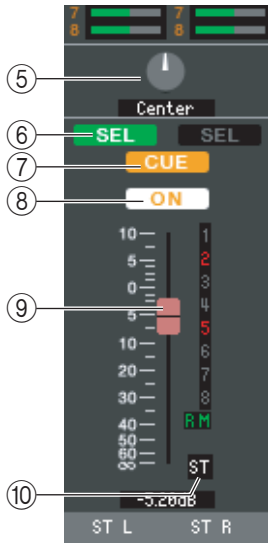 7 7
8 8
⑤
Center
⑥ SEL SEL
⑦ CUE
⑧ ON
10 1
5 2
0 3
⑨ 4
5 5
10 6
20 7
30 8
40 R M
50
60
∞ ST
⑩
-5.20dB
ST L ST R